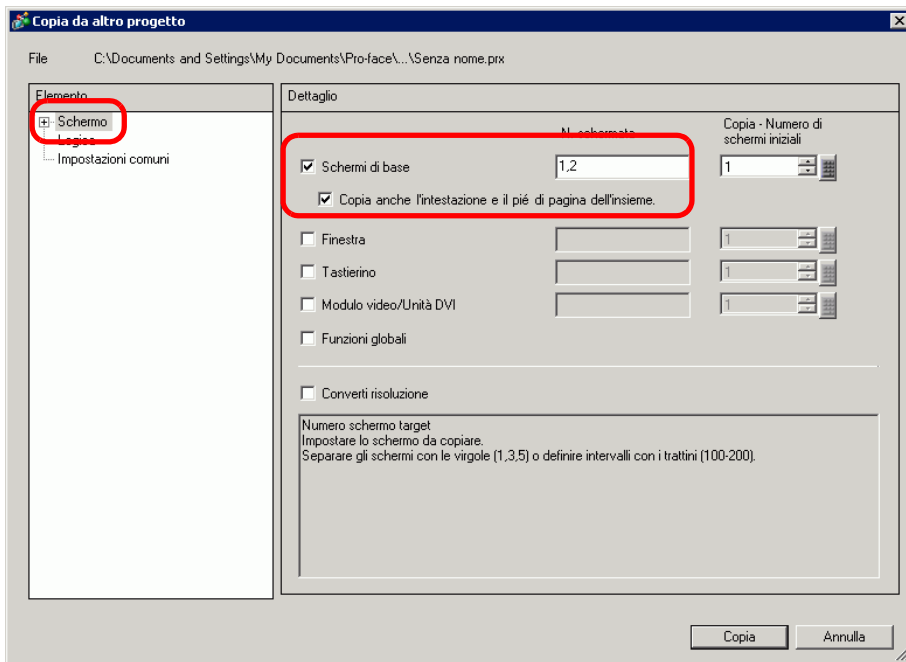 Copia da altro progetto
File C:\Documents and Settings\My Documents\Pro-face\...\Senza nome.prx
Elemento
Schermo
Logica
Impostazioni comuni
Dettaglio
N. schermata
Copia - Numero di
schermi iniziali
Schermi di base 1,2 1
Copia anche l'intestazione e il pié di pagina dell'insieme.
Finestra 1
Tastierino 1
Modulo video/Unità DVI 1
Funzioni globali
Converti risoluzione
Numero schermo target
Impostare lo schermo da copiare.
Separare gli schermi con le virgole (1,3,5) o definire intervalli con i trattini (100-200).
Copia Annulla